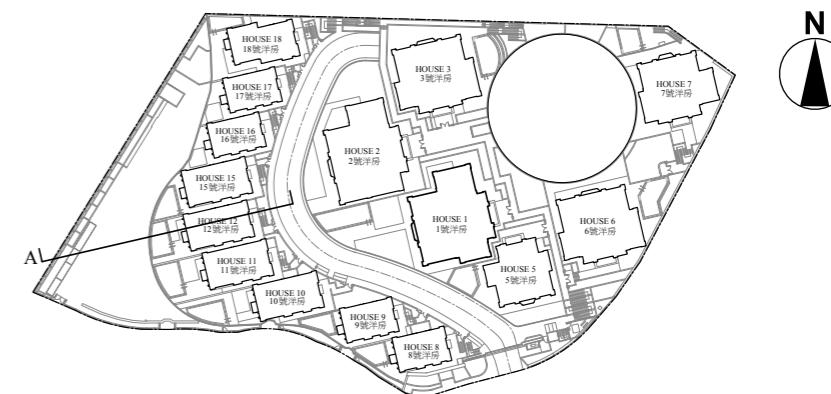 N
HOUSE 18
18號洋房
HOUSE 17
17號洋房
HOUSE 16
16號洋房
HOUSE 15
15號洋房
HOUSE 12
12號洋房
HOUSE 11
11號洋房
HOUSE 10
10號洋房
HOUSE 9
9號洋房
HOUSE 8
8號洋房
HOUSE 3
3號洋房
HOUSE 2
2號洋房
HOUSE 1
1號洋房
HOUSE 5
5號洋房
HOUSE 6
6號洋房
HOUSE 7
7號洋房
A